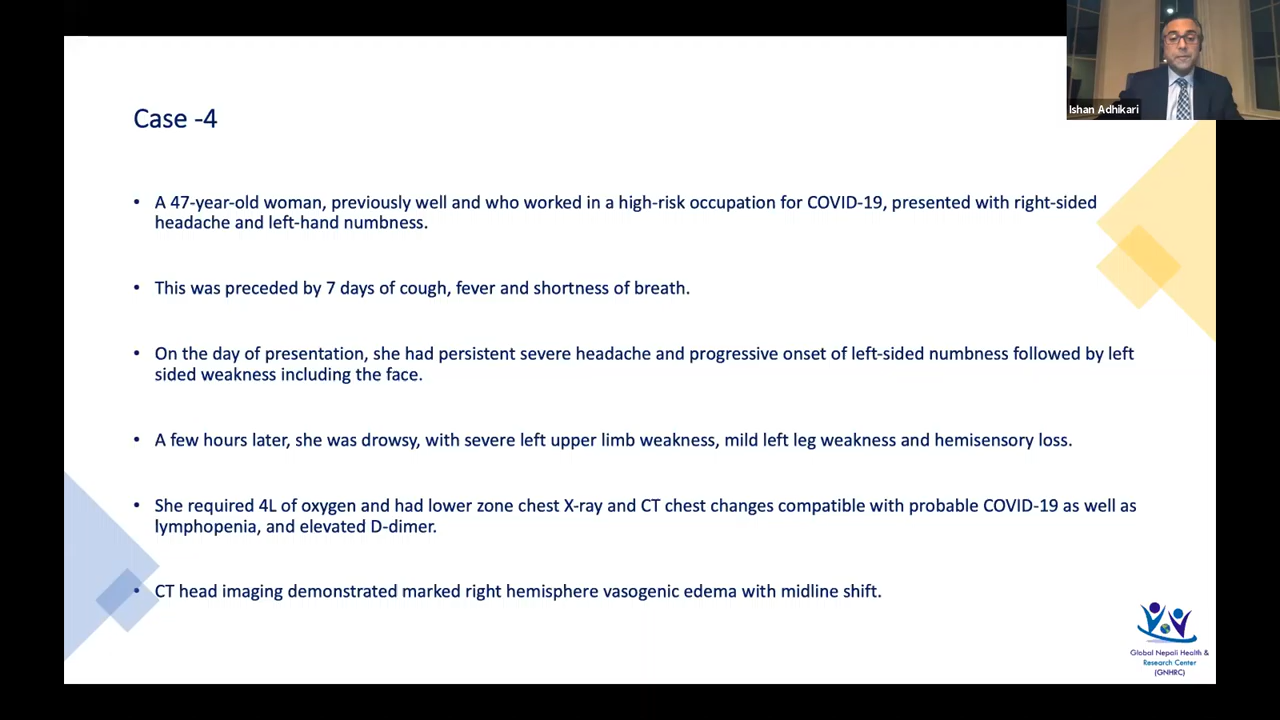 Ishan Adhikari
Case -4
• A 47-year-old woman, previously well and who worked in a high-risk occupation for COVID-19, presented with right-sided
headache and left-hand numbness.
• This was preceded by 7 days of cough, fever and shortness of breath.
• On the day of presentation, she had persistent severe headache and progressive onset of left-sided numbness followed by left
sided weakness including the face.
• A few hours later, she was drowsy, with severe left upper limb weakness, mild left leg weakness and hemisensory loss.
• She required 4L of oxygen and had lower zone chest X-ray and CT chest changes compatible with probable COVID-19 as well as
lymphopenia, and elevated D-dimer.
• CT head imaging demonstrated marked right hemisphere vasogenic edema with midline shift.
Global Nepali Health &
Research Center
(GNHRC)